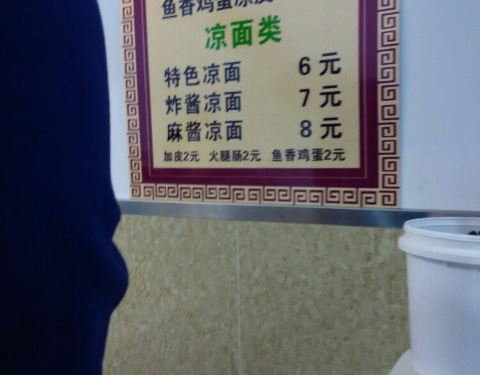 鱼香鸡蛋凉皮
凉面类
特色凉面 6元
炸酱凉面 7元
麻酱凉面 8元
加皮2元 火腿肠2元 鱼香鸡蛋2元